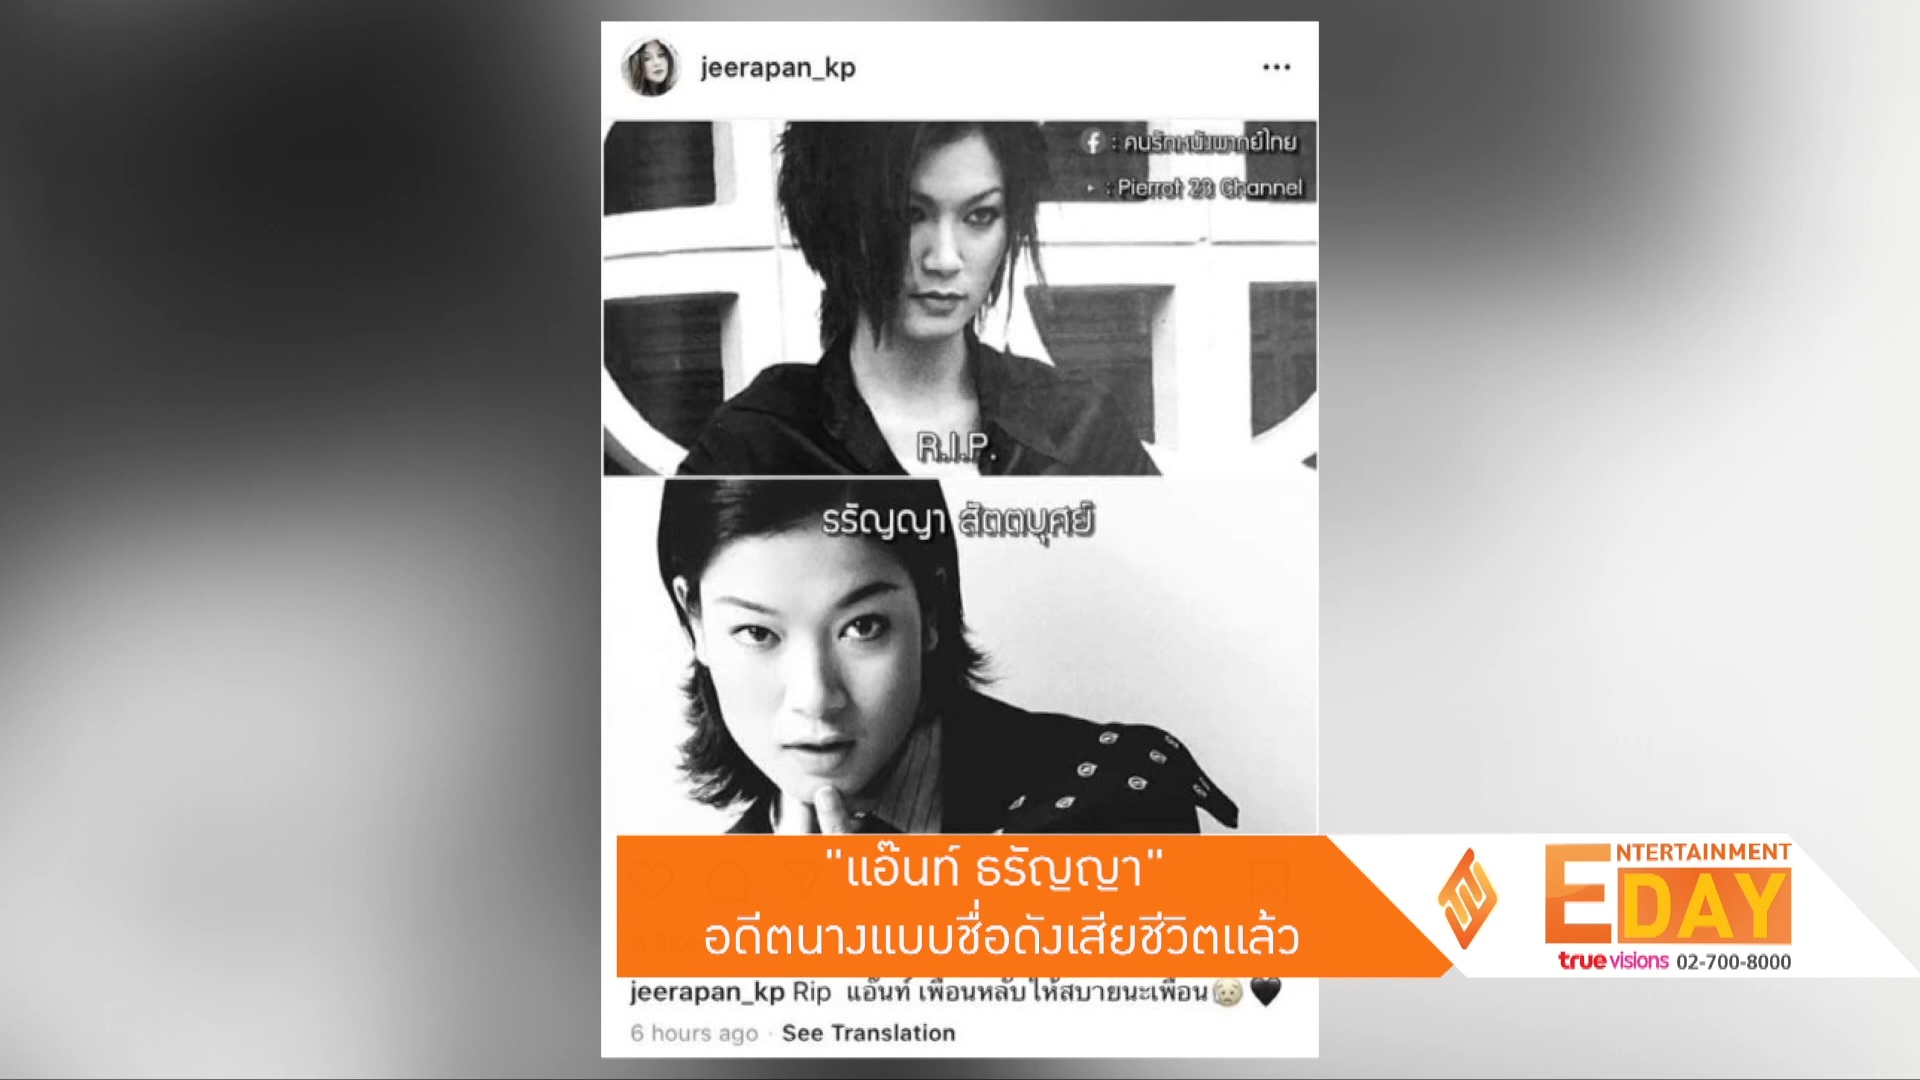 jeerapan_kp
: คนรักหนังพากย์ไทย
: Pierrot 28 Channel
R.I.P.
ธรัญญา สัตตบุศย์
"แอ๊นท์ ธรัญญา"
อดีตนางแบบชื่อดังเสียชีวิตแล้ว
ENTERTAINMENT
EDAY
truevisions 02-700-8000
jeerapan_kp Rip แอ๊นท์ เพื่อนหลับให้สบายนะเพื่อน😥🖤
6 hours ago · See Translation